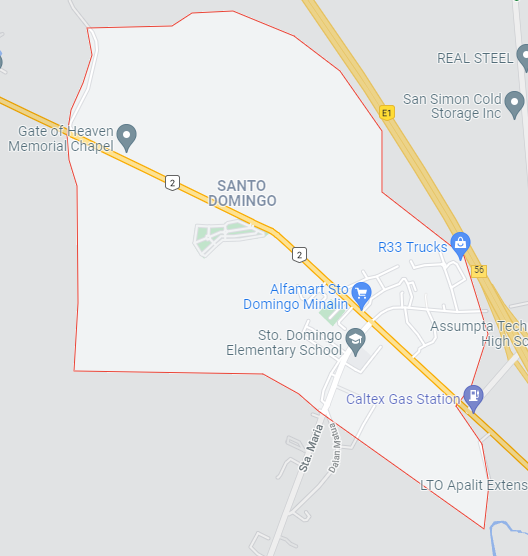 REAL STEEL
San Simon Cold
Storage Inc
E1
Gate of Heaven
Memorial Chapel
2
SANTO
DOMINGO
R33 Trucks
2
56
Alfamart Sto
Domingo Minalin
Assumpta Tech
High Sc
Sto. Domingo
Elementary School
Caltex Gas Station
Sta. Maria
Dalan Mania
LTO Apalit Extens